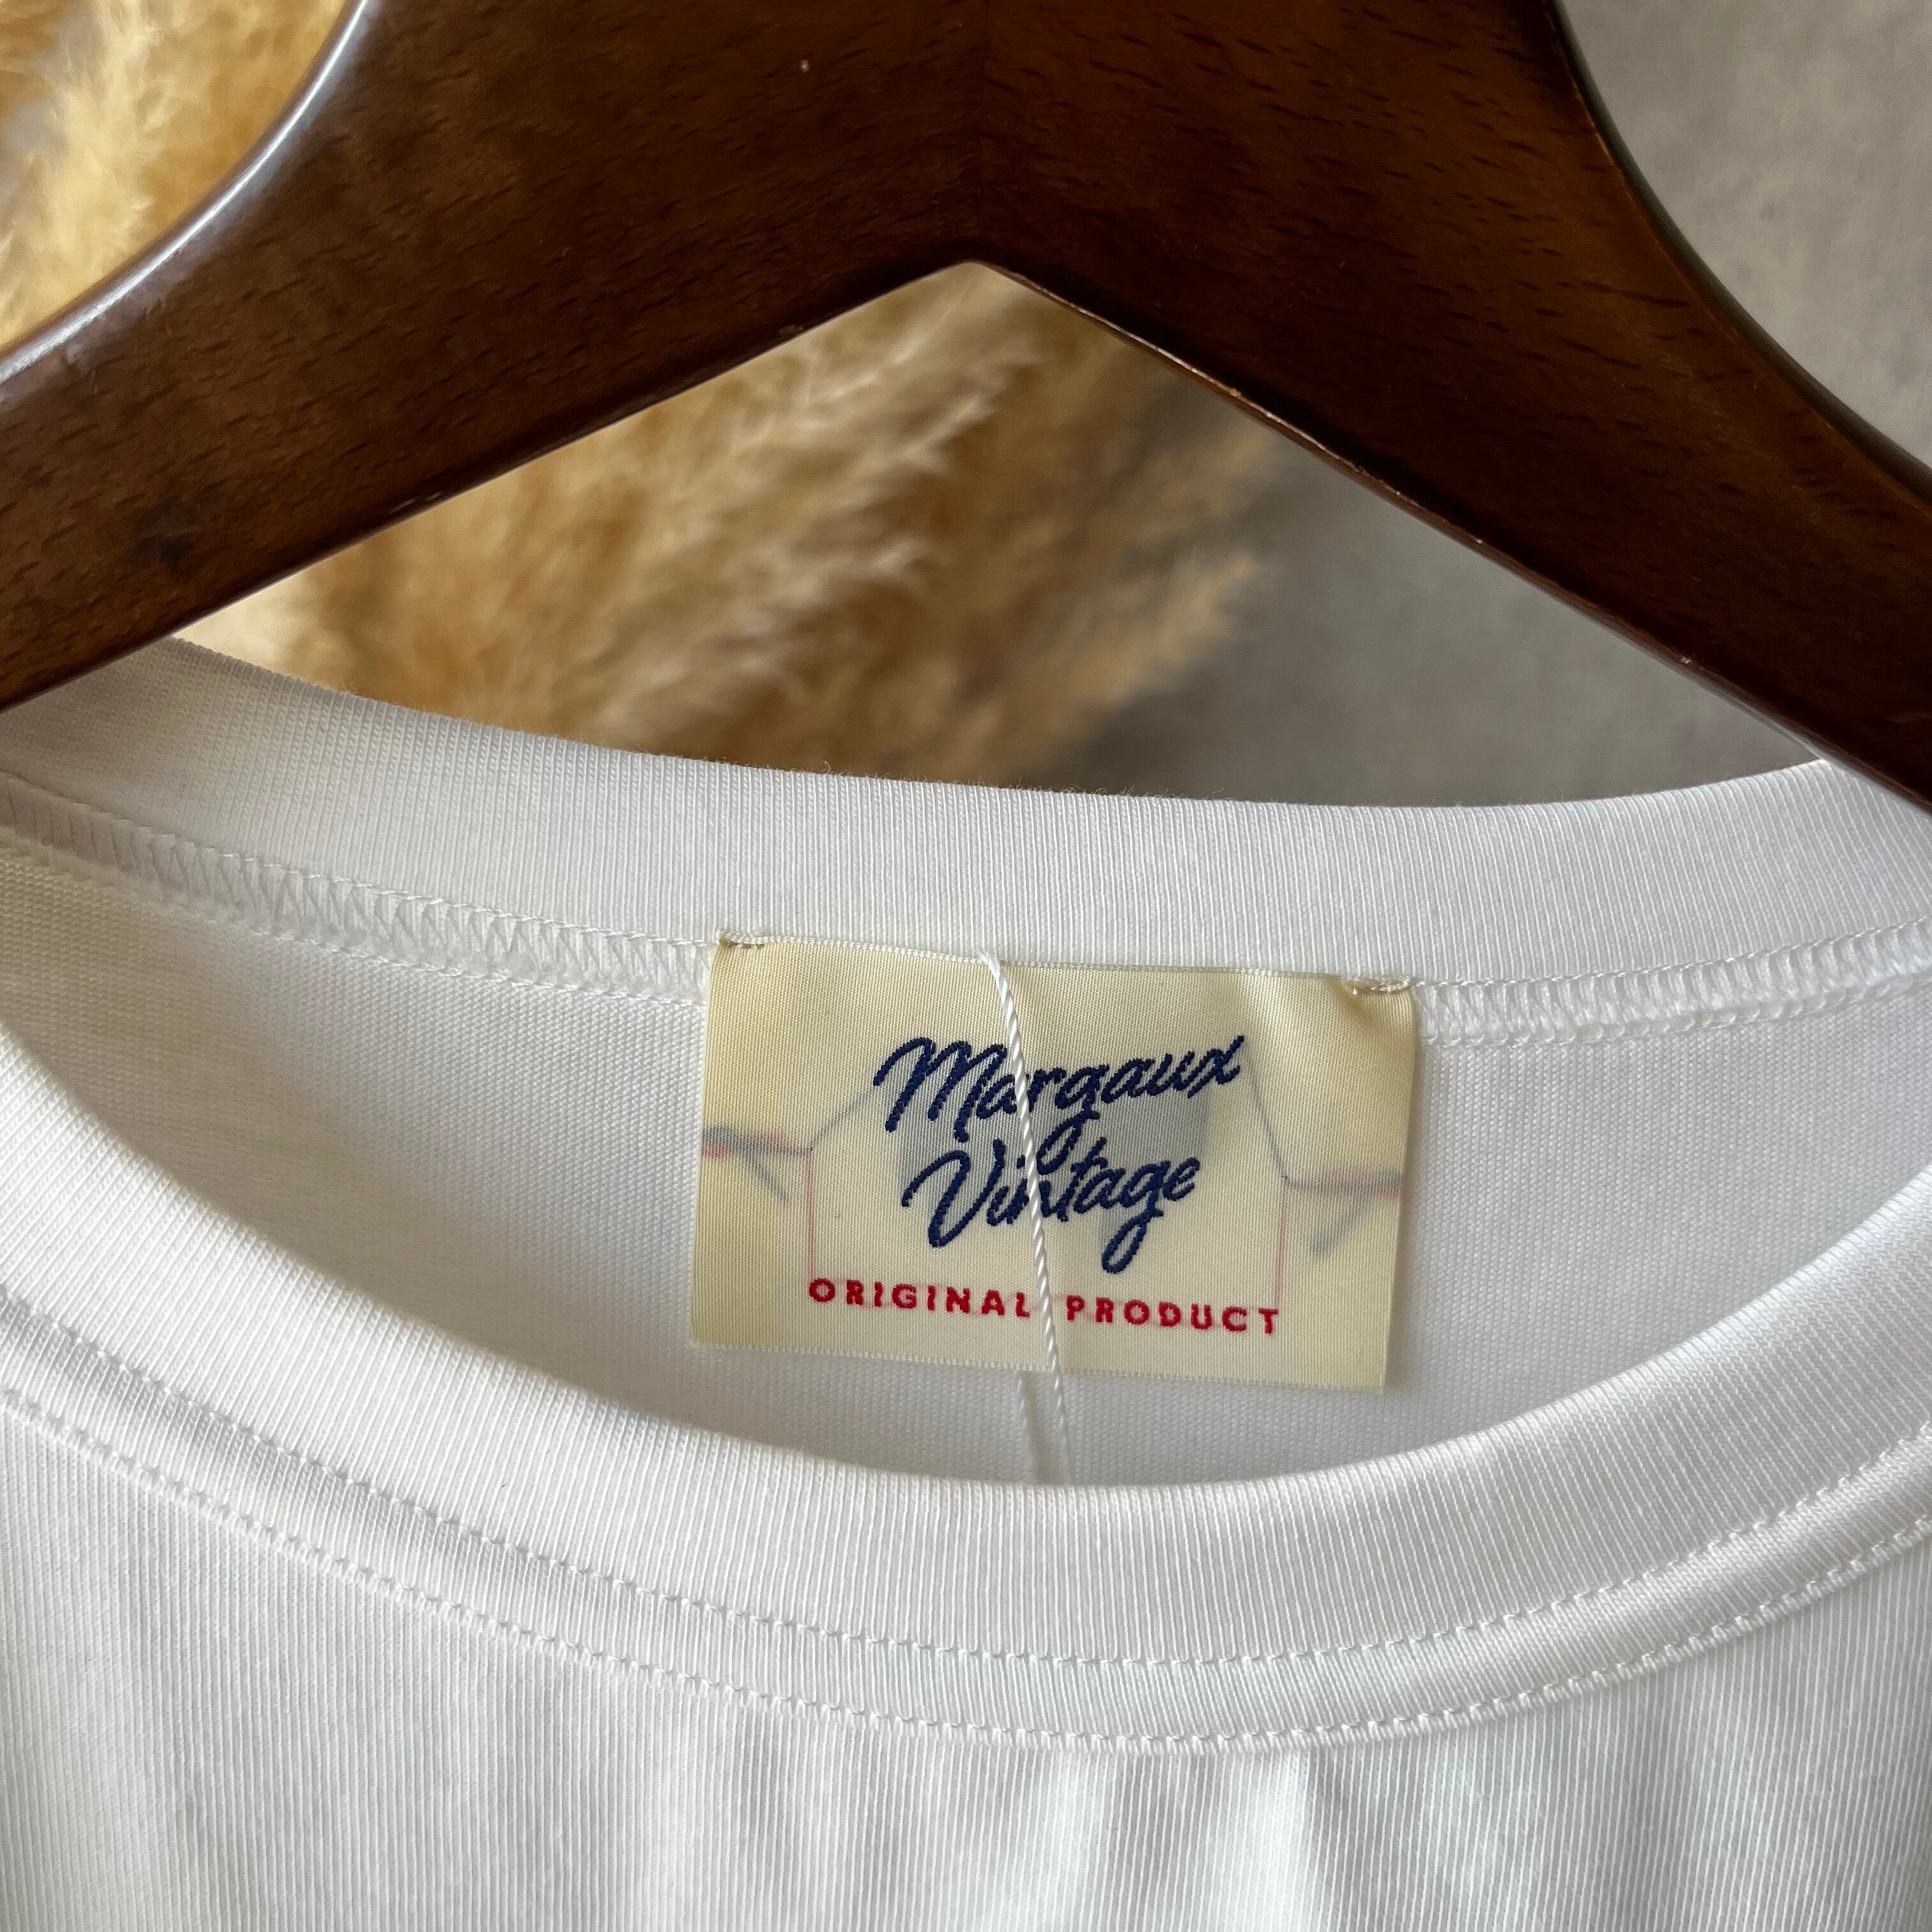 Margaux
Vintage
ORIGINAL PRODUCT